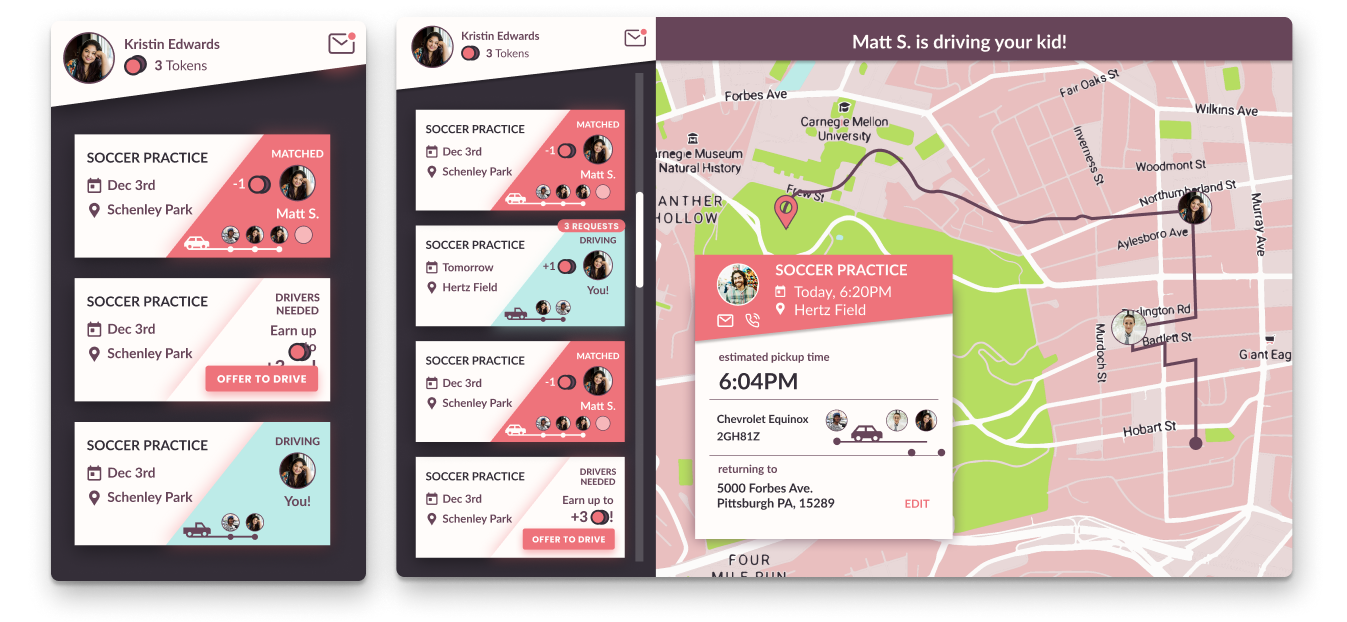 Kristin Edwards
3 Tokens
SOCCER PRACTICE
Dec 3rd
Schenley Park
MATCHED
-1
Matt S.
SOCCER PRACTICE
Dec 3rd
Schenley Park
DRIVERS
NEEDED
Earn up
OFFER TO DRIVE
SOCCER PRACTICE
Dec 3rd
Schenley Park
DRIVING
You!
Kristin Edwards
3 Tokens
SOCCER PRACTICE
Dec 3rd
Schenley Park
MATCHED
-1
Matt S.
3 REQUESTS
SOCCER PRACTICE
Tomorrow
Hertz Field
DRIVING
+1
You!
SOCCER PRACTICE
Dec 3rd
Schenley Park
MATCHED
-1
Matt S.
SOCCER PRACTICE
Dec 3rd
Schenley Park
DRIVERS
NEEDED
Earn up to
+3 !
OFFER TO DRIVE
Matt S. is driving your kid!
Forbes Ave
Fair Oaks St
Wilkins Ave
Carnegie Mellon
University
arnegie Museum
Natural History
Inverness St
Woodmont St
Frew St
Northumberland St
ANTHER
HOLLOW
Aylesboro Ave
Murray Ave
SOCCER PRACTICE
Today, 6:20PM
Hertz Field
lington Rd
Bartlett St
Murdoch St
Giant Eag
estimated pickup time
6:04PM
Chevrolet Equinox
2GH81Z
Hobart St
returning to
5000 Forbes Ave.
Pittsburgh PA, 15289
EDIT
FOUR
MILE RUN